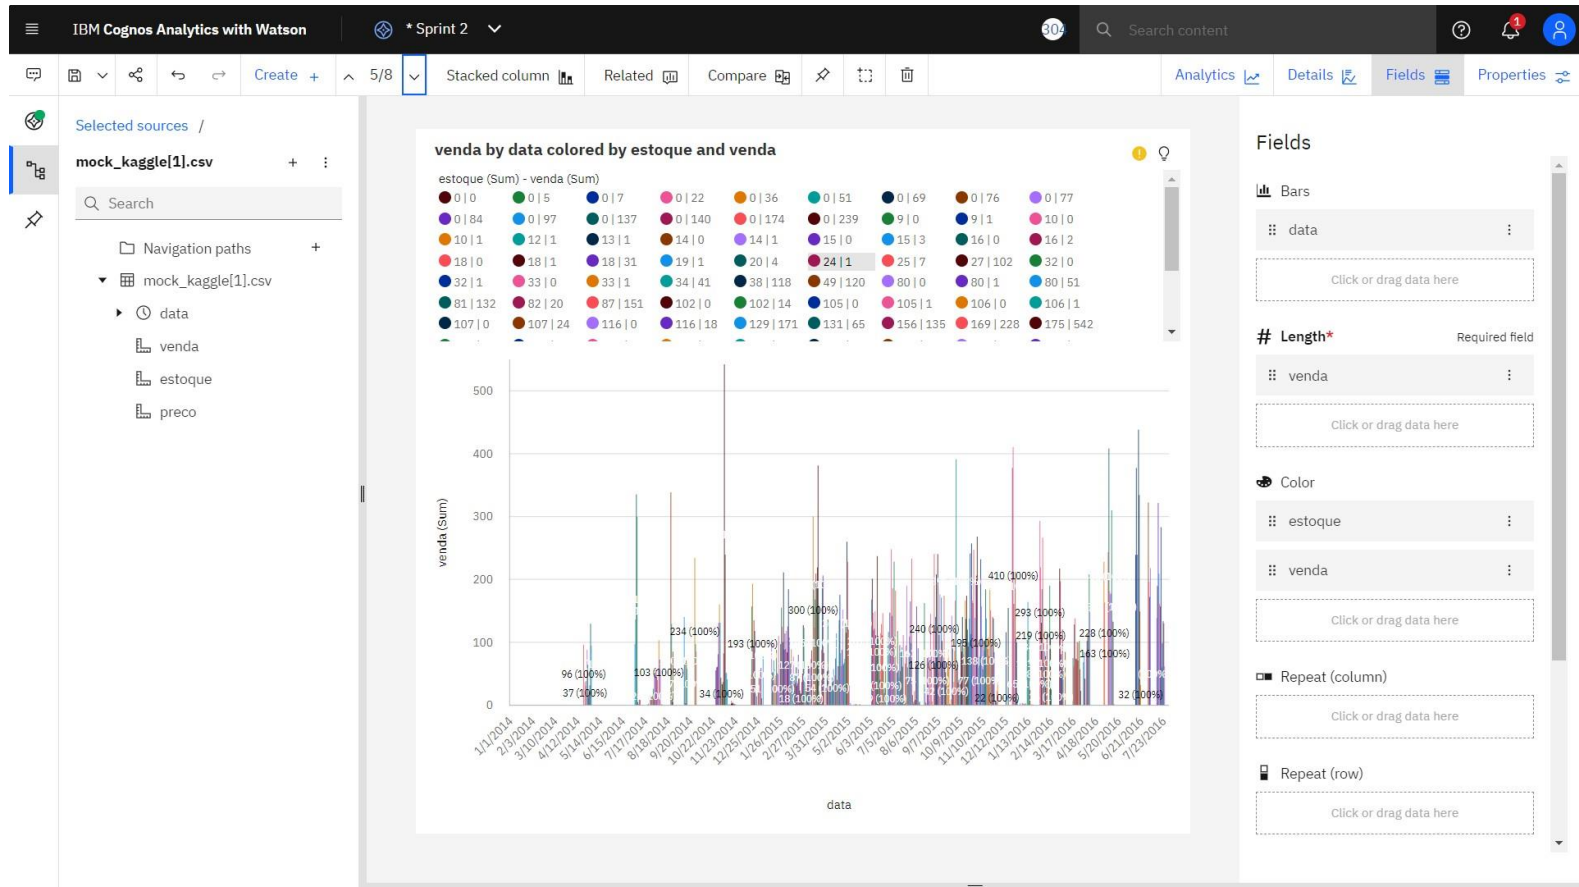 IBM Cognos Analytics with Watson
* Sprint 2
304
Search content
1
Create +
5/8
Stacked column
Related
Compare
Analytics
Details
Fields
Properties
Selected sources /
mock_kaggle[1].csv
Search
Navigation paths
mock_kaggle[1].csv
data
venda
estoque
preco
venda by data colored by estoque and venda
estoque (Sum) - venda (Sum)
0 | 0 0 | 5 0 | 7 0 | 22 0 | 36 0 | 51 0 | 69 0 | 76 0 | 77
0 | 84 0 | 97 0 | 137 0 | 140 0 | 174 0 | 239 9 | 0 9 | 1 10 | 0
10 | 1 12 | 1 13 | 1 14 | 0 14 | 1 15 | 0 15 | 3 16 | 0 16 | 2
18 | 0 18 | 1 18 | 31 19 | 1 20 | 4 24 | 1 25 | 7 27 | 102 32 | 0
32 | 1 33 | 0 33 | 1 34 | 41 38 | 118 49 | 120 80 | 0 80 | 1 80 | 51
81 | 132 82 | 20 87 | 151 102 | 0 102 | 14 105 | 0 105 | 1 106 | 0 106 | 1
107 | 0 107 | 24 116 | 0 116 | 18 129 | 171 131 | 65 156 | 135 169 | 228 175 | 542
venda (Sum)
500
400
300
200
100
0
410 (100%)
300 (100%)
293 (100%)
234 (100%)
240 (100%)
219 (100%)
228 (100%)
193 (100%)
195 (100%)
163 (100%)
96 (100%)
103 (100%)
126 (100%)
37 (100%)
34 (100%)
18 (100%)
22 (100%)
32 (100%)
1/1/2014
2/3/2014
3/10/2014
4/12/2014
5/14/2014
6/15/2014
7/17/2014
8/18/2014
9/20/2014
10/22/2014
11/23/2014
12/25/2014
1/26/2015
2/27/2015
3/31/2015
5/2/2015
6/3/2015
7/5/2015
8/6/2015
9/7/2015
10/9/2015
11/10/2015
12/12/2015
1/13/2016
2/14/2016
3/17/2016
4/18/2016
5/20/2016
6/21/2016
7/23/2016
data
Fields
Bars
data
Click or drag data here
Length* Required field
venda
Click or drag data here
Color
estoque
venda
Click or drag data here
Repeat (column)
Click or drag data here
Repeat (row)
Click or drag data here